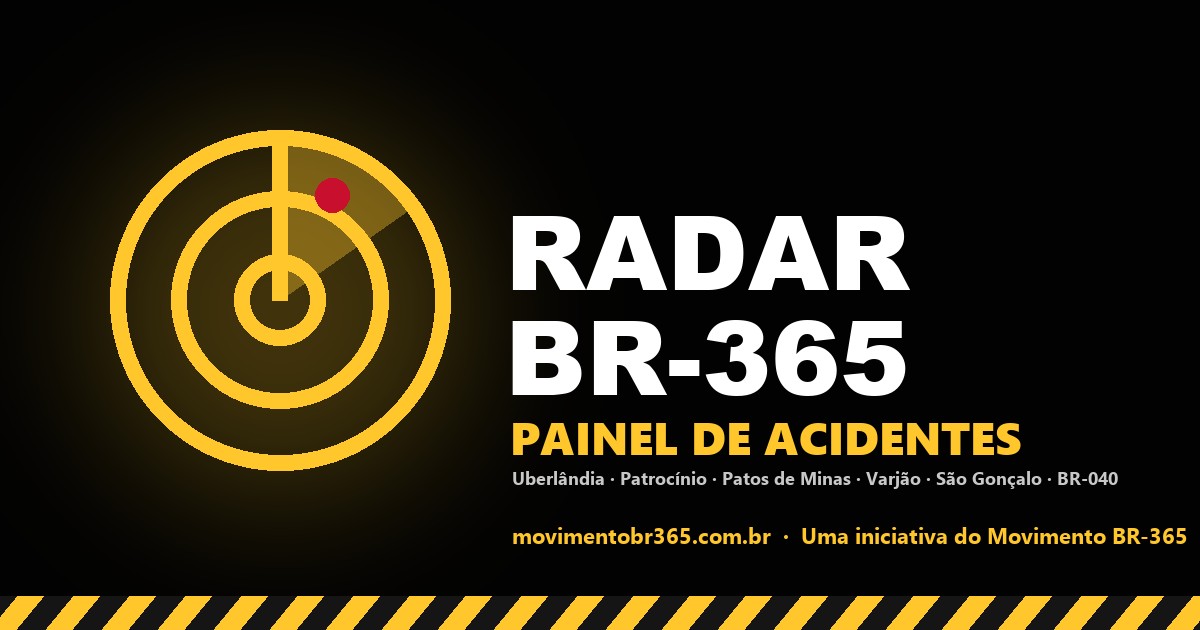 RADAR
BR-365
PAINEL DE ACIDENTES
Uberlândia · Patrocínio · Patos de Minas · Varjão · São Gonçalo · BR-040
movimentobr365.com.br · Uma iniciativa do Movimento BR-365